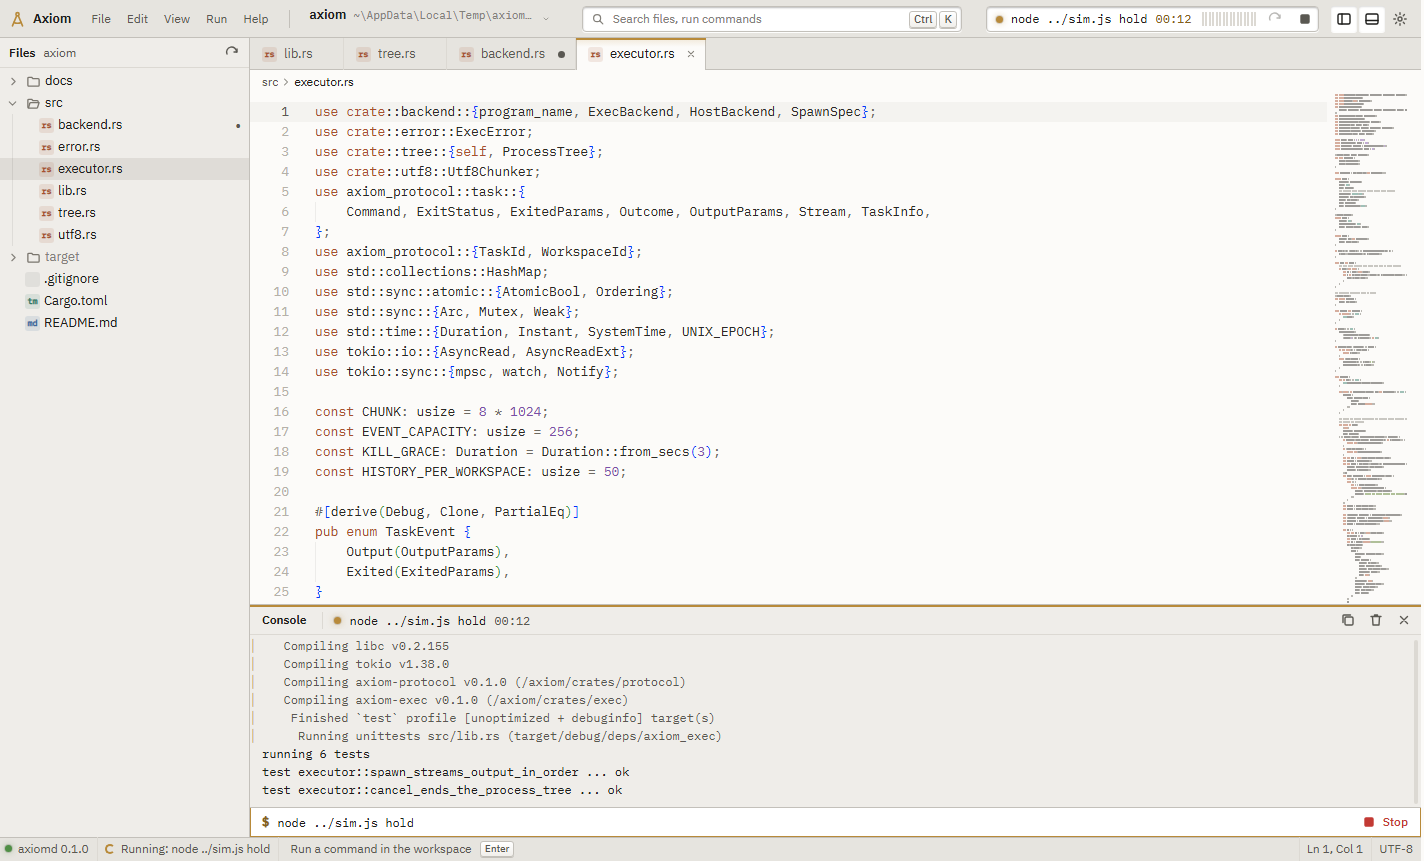 Axiom File Edit View Run Help axiom ~\AppData\Local\Temp\axiom… Search files, run commands Ctrl K node ../sim.js hold 00:12
Files axiom
docs
src
rs backend.rs
rs error.rs
rs executor.rs
rs lib.rs
rs tree.rs
rs utf8.rs
target
.gitignore
tm Cargo.toml
md README.md
rs lib.rs rs tree.rs rs backend.rs rs executor.rs
src > executor.rs
1 use crate::backend::{program_name, ExecBackend, HostBackend, SpawnSpec};
2 use crate::error::ExecError;
3 use crate::tree::{self, ProcessTree};
4 use crate::utf8::Utf8Chunker;
5 use axiom_protocol::task::{
6 Command, ExitStatus, ExitedParams, Outcome, OutputParams, Stream, TaskInfo,
7 };
8 use axiom_protocol::{TaskId, WorkspaceId};
9 use std::collections::HashMap;
10 use std::sync::atomic::{AtomicBool, Ordering};
11 use std::sync::{Arc, Mutex, Weak};
12 use std::time::{Duration, Instant, SystemTime, UNIX_EPOCH};
13 use tokio::io::{AsyncRead, AsyncReadExt};
14 use tokio::sync::{mpsc, watch, Notify};
15
16 const CHUNK: usize = 8 * 1024;
17 const EVENT_CAPACITY: usize = 256;
18 const KILL_GRACE: Duration = Duration::from_secs(3);
19 const HISTORY_PER_WORKSPACE: usize = 50;
20
21 #[derive(Debug, Clone, PartialEq)]
22 pub enum TaskEvent {
23 Output(OutputParams),
24 Exited(ExitedParams),
25 }
Console node ../sim.js hold 00:12
Compiling libc v0.2.155
Compiling tokio v1.38.0
Compiling axiom-protocol v0.1.0 (/axiom/crates/protocol)
Compiling axiom-exec v0.1.0 (/axiom/crates/exec)
Finished `test` profile [unoptimized + debuginfo] target(s)
Running unittests src/lib.rs (target/debug/deps/axiom_exec)
running 6 tests
test executor::spawn_streams_output_in_order ... ok
test executor::cancel_ends_the_process_tree ... ok
$ node ../sim.js hold Stop
axiomd 0.1.0 Running: node ../sim.js hold Run a command in the workspace Enter Ln 1, Col 1 UTF-8